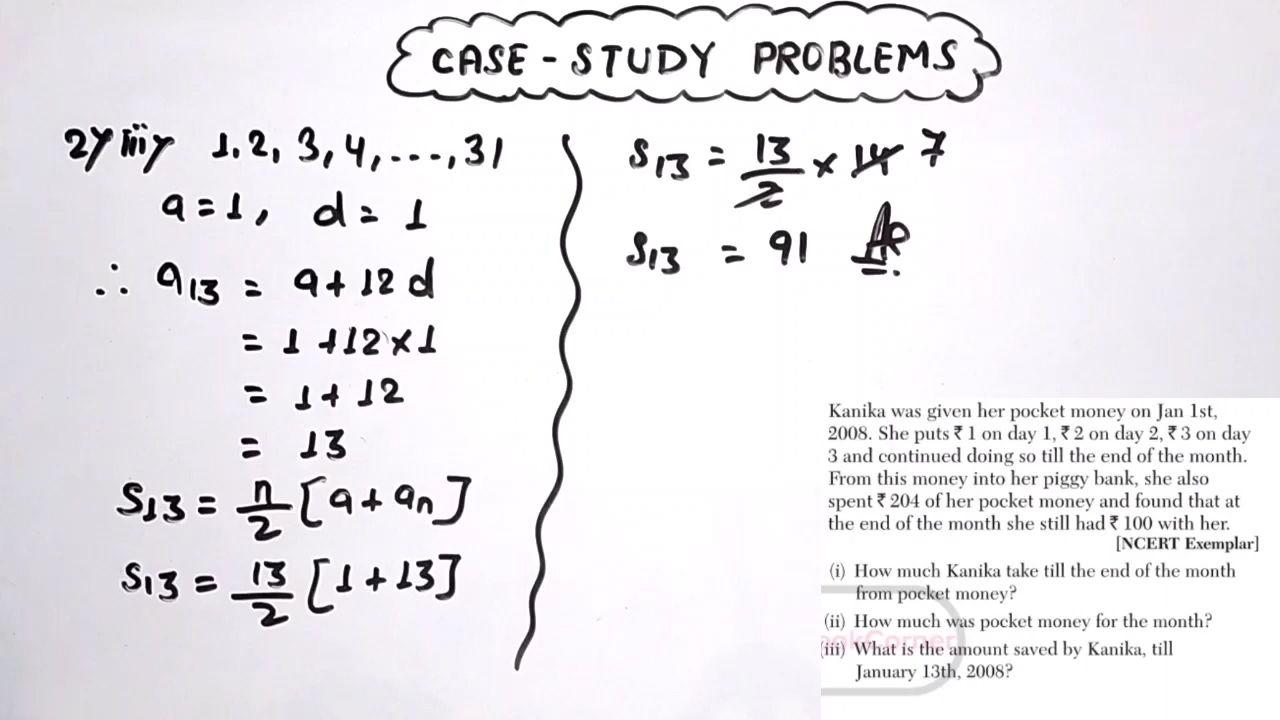 CASE-STUDY PROBLEMS
2) iii) 1, 2, 3, 4, ..., 31
a = 1, d = 1
∴ a13 = a + 12 d
= 1 + 12 × 1
= 1 + 12
= 13
S13 = n/2 [a + an]
S13 = 13/2 [1 + 13]
S13 = 13/2 × 14 7
S13 = 91
Kanika was given her pocket money on Jan 1st,
2008. She puts ₹ 1 on day 1, ₹ 2 on day 2, ₹ 3 on day
3 and continued doing so till the end of the month.
From this money into her piggy bank, she also
spent ₹ 204 of her pocket money and found that at
the end of the month she still had ₹ 100 with her.
[NCERT Exemplar]
(i) How much Kanika take till the end of the month
from pocket money?
(ii) How much was pocket money for the month?
(iii) What is the amount saved by Kanika, till
January 13th, 2008?